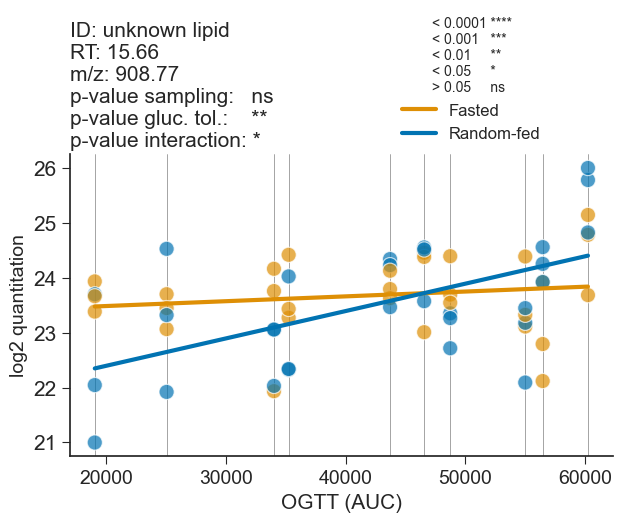 ID: unknown lipid
RT: 15.66
m/z: 908.77
p-value sampling: ns
p-value gluc. tol.: **
p-value interaction: *
< 0.0001 ****
< 0.001 ***
< 0.01 **
< 0.05 *
> 0.05 ns
Fasted
Random-fed
log2 quantitation
26
25
24
23
22
21
20000 30000 40000 50000 60000
OGTT (AUC)